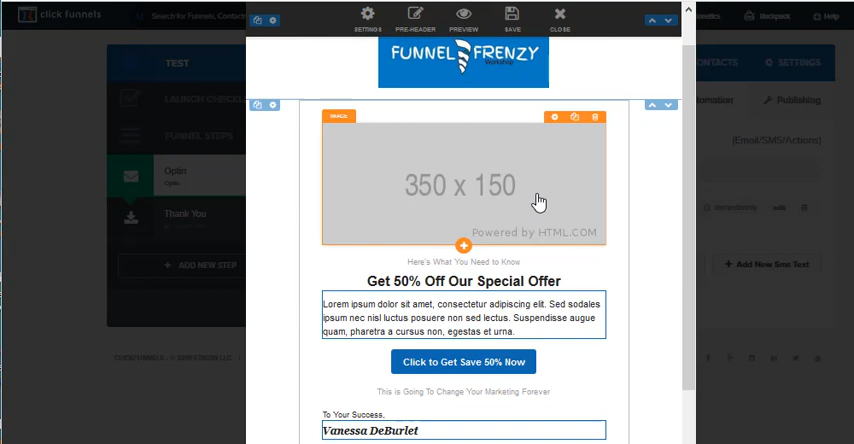 click funnels
Search for Funnels, Contacts
SETTINGS
PRE-HEADER
PREVIEW
SAVE
CLOSE
Backpack
Help
FUNNEL FRENZY
Workshop
TEST
CONTACTS
SETTINGS
LAUNCH CHECKL
Publishing
FUNNEL STEPS
IMAGE
(Email/SMS/Actions)
Optin
Optin
350 x 150
Thank You
Immediately
edit
Powered by HTML.COM
ADD NEW STEP
Here's What You Need to Know
Add New Sms Text
Get 50% Off Our Special Offer
Lorem ipsum dolor sit amet, consectetur adipiscing elit. Sed sodales
ipsum nec nisl luctus posuere non sed lectus. Suspendisse augue
quam, pharetra a cursus non, egestas et urna.
Click to Get Save 50% Now
This is Going To Change Your Marketing Forever
To Your Success,
Vanessa DeBurlet